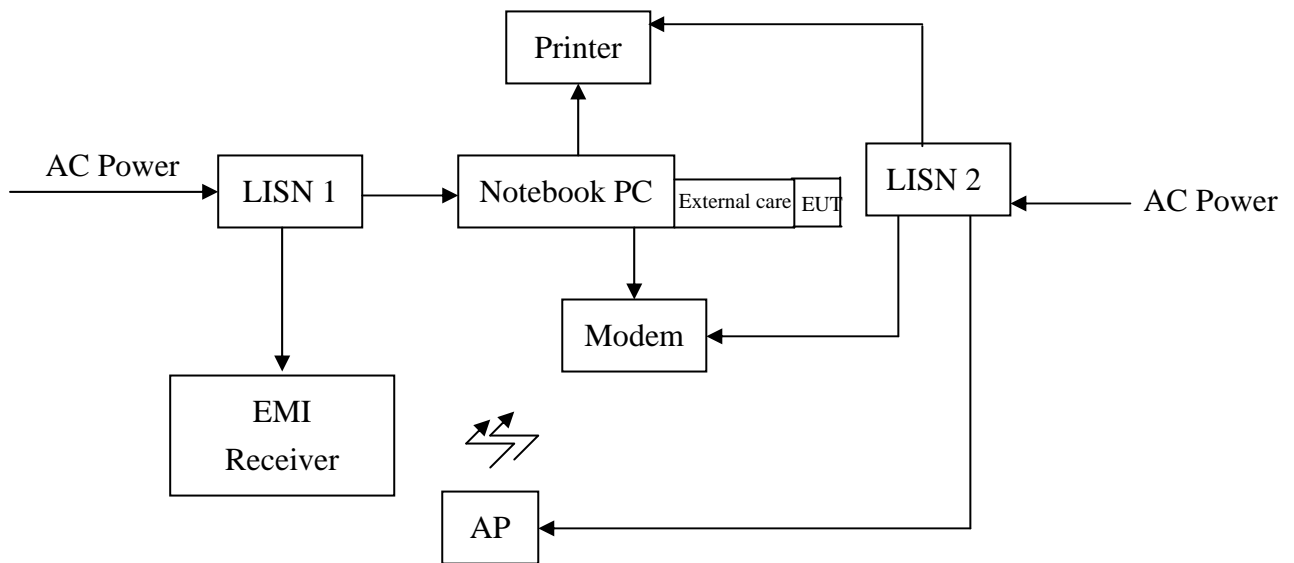 Printer
AC Power
LISN 1
Notebook PC
External care
EUT
LISN 2
AC Power
Modem
EMI
Receiver
AP